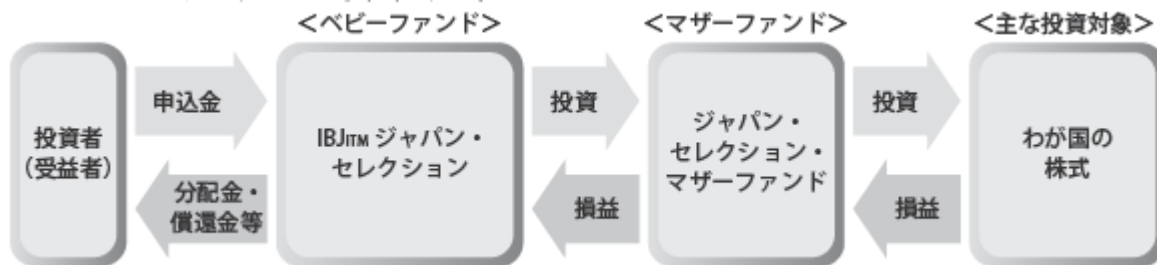 <ベビーファンド>
<マザーファンド>
<主な投資対象>
投資者
(受益者)
申込金
分配金・
償還金等
IBJITM ジャパン・
セレクション
投資
損益
ジャパン・
セレクション・
マザーファンド
投資
損益
わが国の
株式